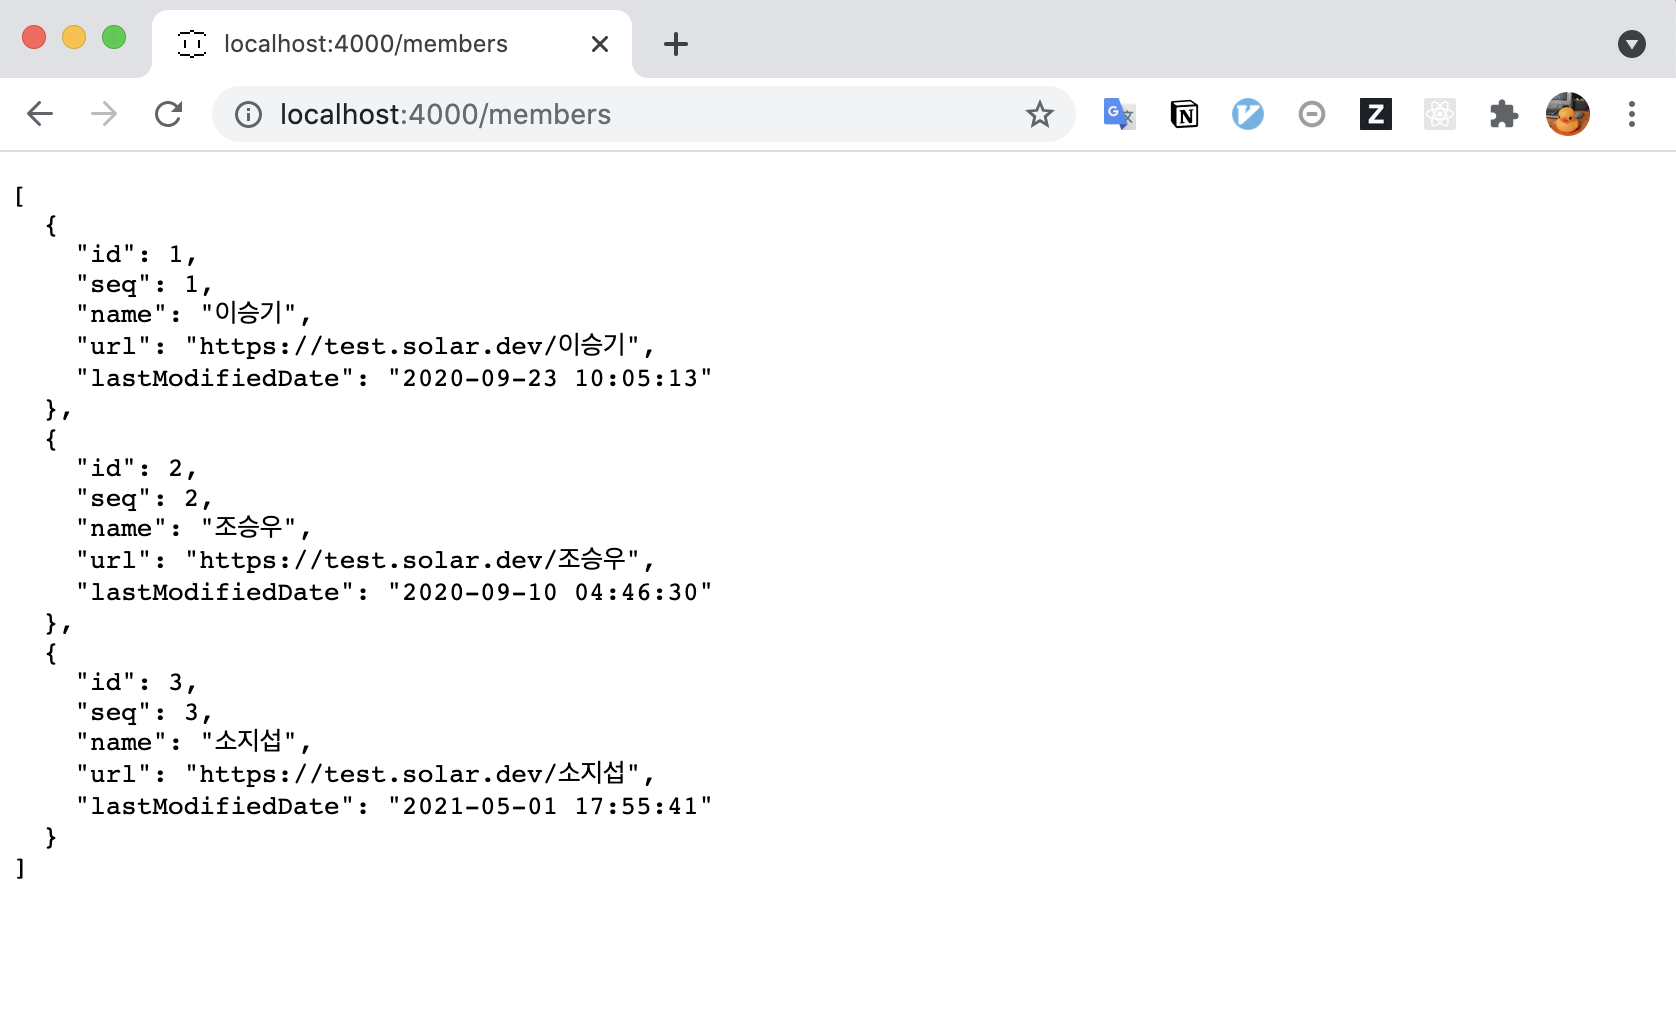 localhost:4000/members
localhost:4000/members
[
  {
    "id": 1,
    "seq": 1,
    "name": "이승기",
    "url": "https://test.solar.dev/이승기",
    "lastModifiedDate": "2020-09-23 10:05:13"
  },
  {
    "id": 2,
    "seq": 2,
    "name": "조승우",
    "url": "https://test.solar.dev/조승우",
    "lastModifiedDate": "2020-09-10 04:46:30"
  },
  {
    "id": 3,
    "seq": 3,
    "name": "소지섭",
    "url": "https://test.solar.dev/소지섭",
    "lastModifiedDate": "2021-05-01 17:55:41"
  }
]